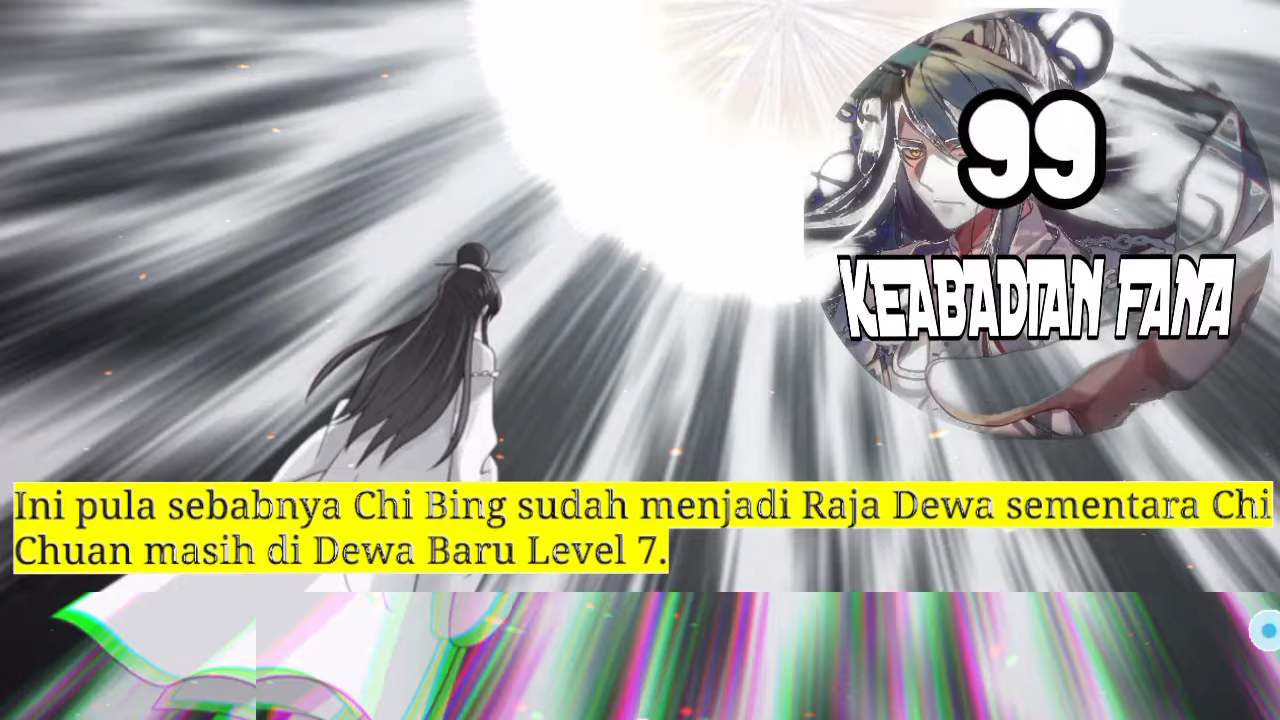 99
KEABADIAN FANA
Ini pula sebabnya Chi Bing sudah menjadi Raja Dewa sementara Chi
Chuan masih di Dewa Baru Level 7.